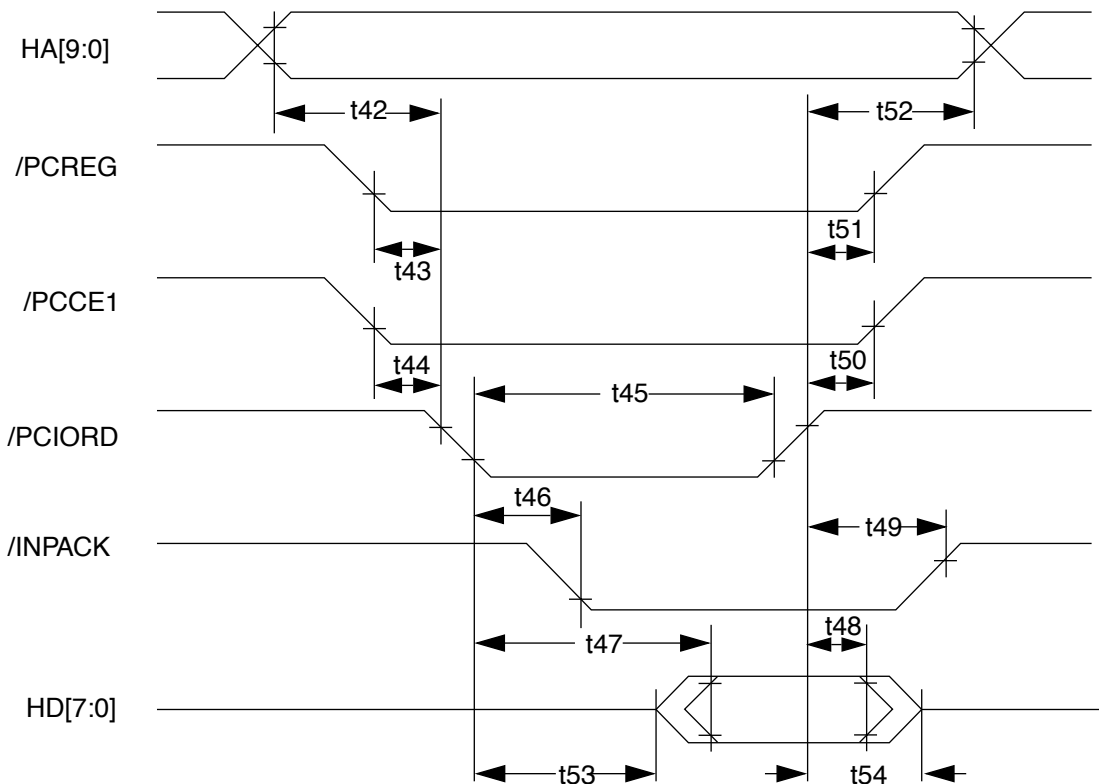 HA[9:0]
t42
t52
/PCREG
t43
t51
/PCCE1
t44
t50
t45
/PCIORD
t46
t49
/INPACK
t47
t48
HD[7:0]
t53
t54